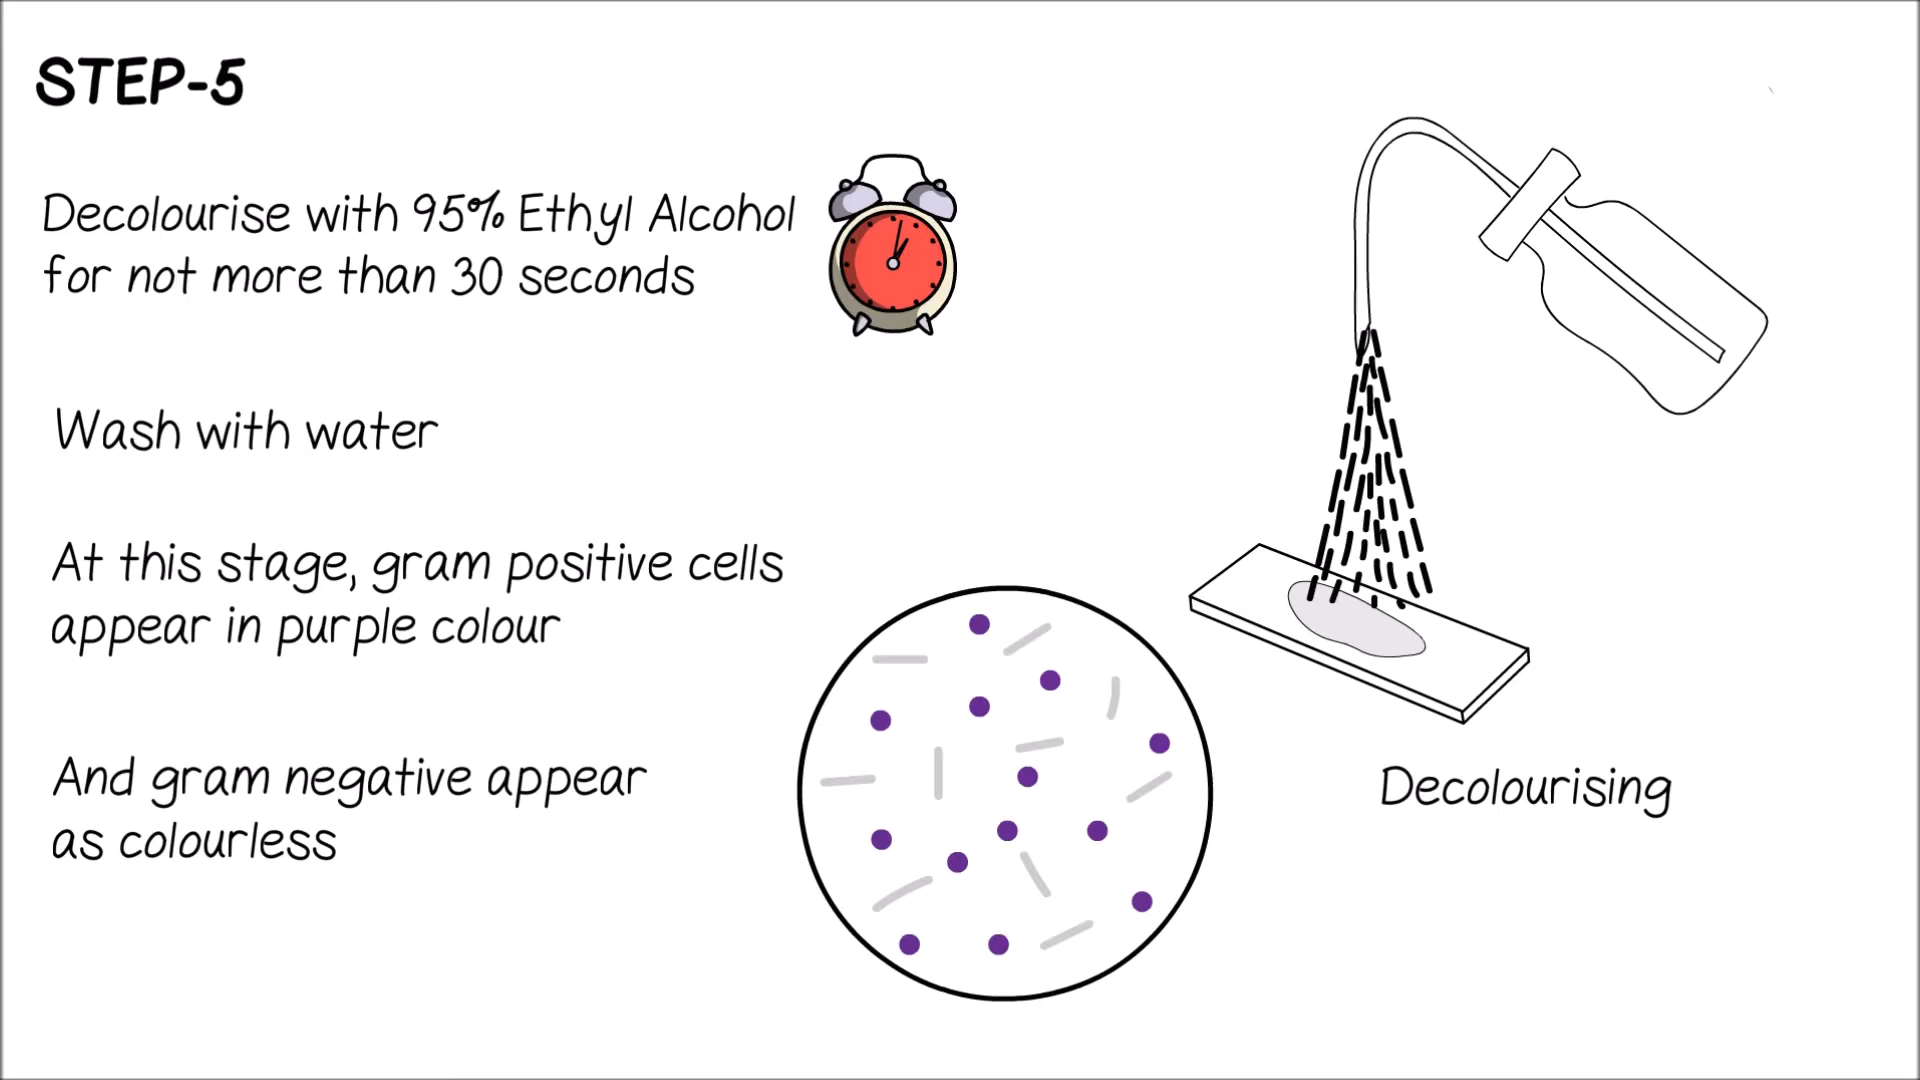 STEP-5
Decolourise with 95% Ethyl Alcohol
for not more than 30 seconds
Wash with water
At this stage, gram positive cells
appear in purple colour
And gram negative appear
as colourless
Decolourising